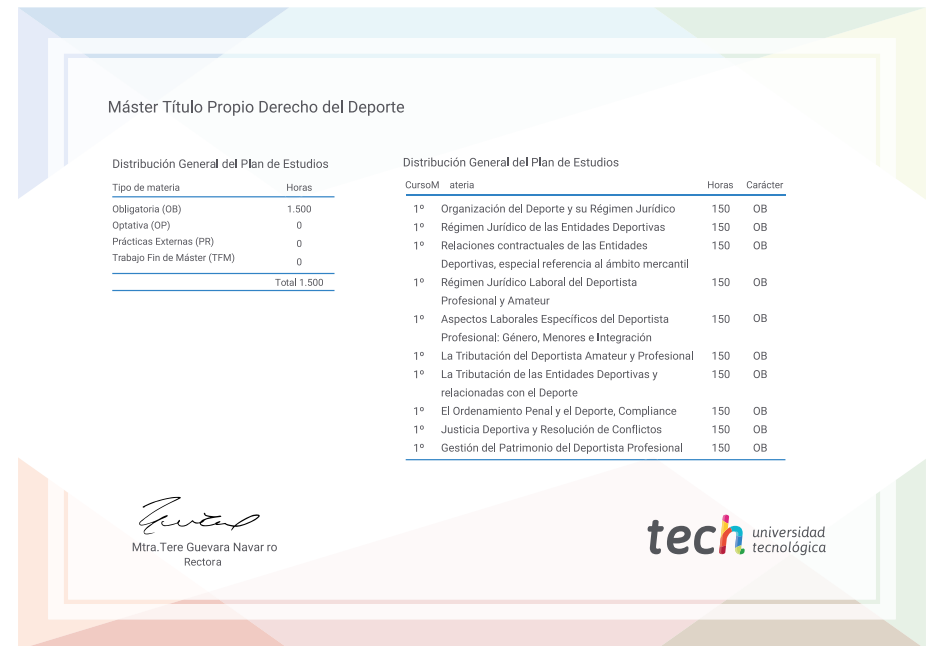 Máster Título Propio Derecho del Deporte
Distribución General del Plan de Estudios
Tipo de materia Horas
Obligatoria (OB) 1.500
Optativa (OP) 0
Prácticas Externas (PR) 0
Trabajo Fin de Máster (TFM) 0
Total 1.500
Distribución General del Plan de Estudios
CursoM ateria Horas Carácter
1º Organización del Deporte y su Régimen Jurídico 150 OB
1º Régimen Jurídico de las Entidades Deportivas 150 OB
1º Relaciones contractuales de las Entidades 150 OB
Deportivas, especial referencia al ámbito mercantil
1º Régimen Jurídico Laboral del Deportista 150 OB
Profesional y Amateur
1º Aspectos Laborales Específicos del Deportista 150 OB
Profesional: Género, Menores e Integración
1º La Tributación del Deportista Amateur y Profesional 150 OB
1º La Tributación de las Entidades Deportivas y 150 OB
relacionadas con el Deporte
1º El Ordenamiento Penal y el Deporte, Compliance 150 OB
1º Justicia Deportiva y Resolución de Conflictos 150 OB
1º Gestión del Patrimonio del Deportista Profesional 150 OB
Mtra.Tere Guevara Navar ro
Rectora
tech universidad
tecnológica